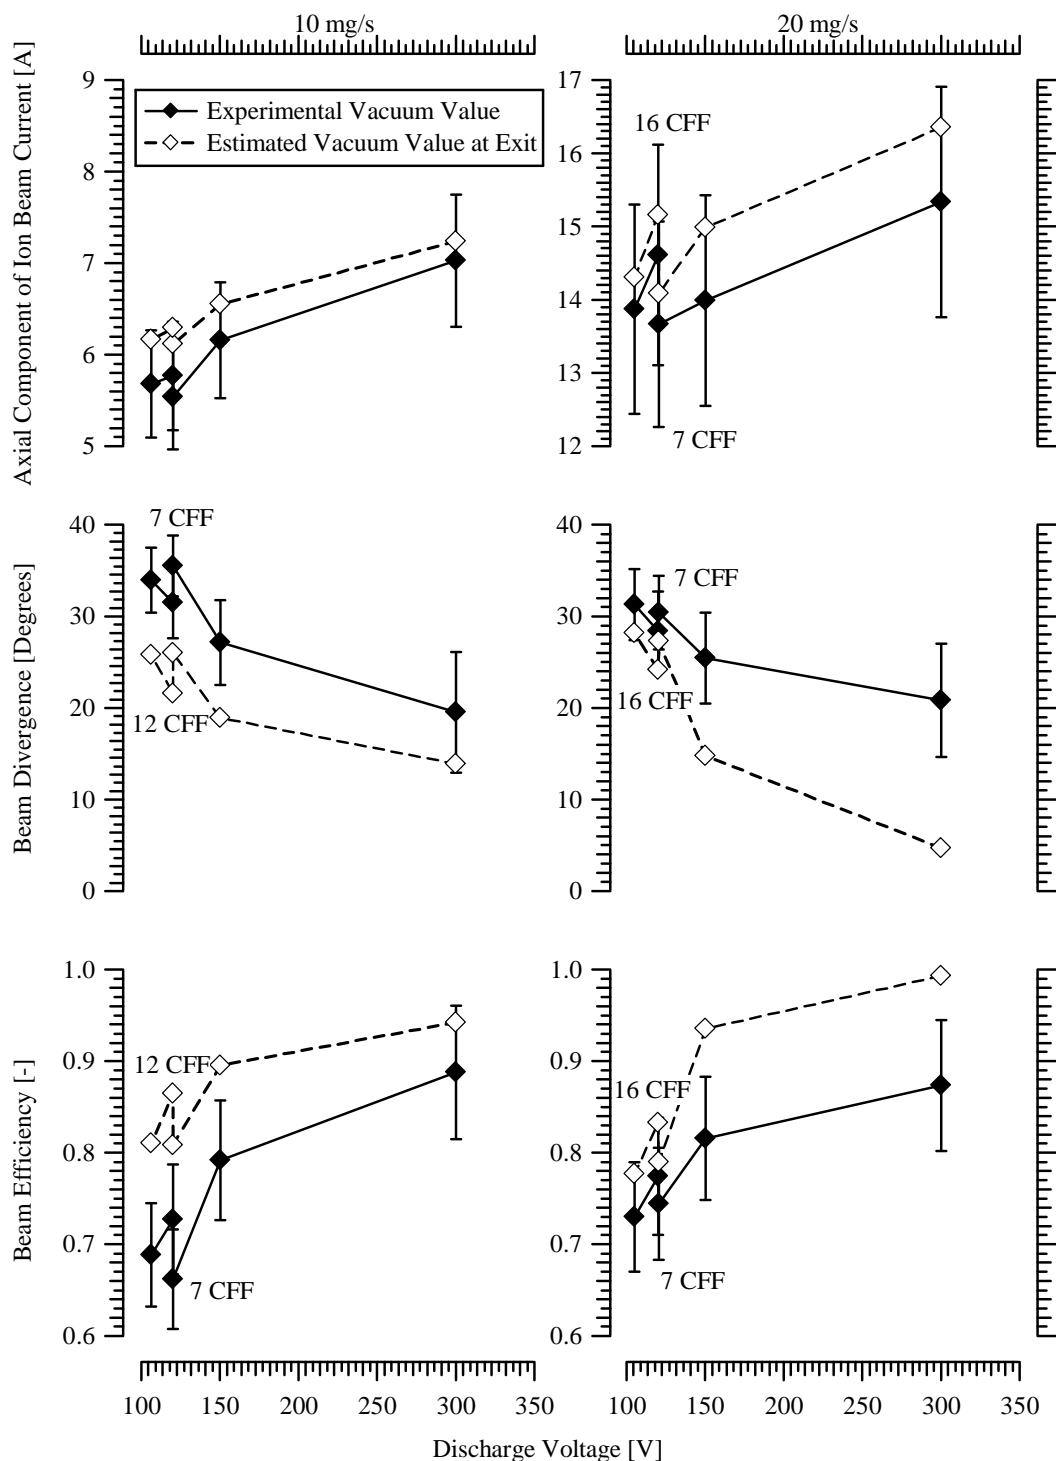 10 mg/s
20 mg/s
Axial Component of Ion Beam Current [A]
9
8
7
6
5
Experimental Vacuum Value
Estimated Vacuum Value at Exit
17
16
15
14
13
12
16 CFF
7 CFF
Beam Divergence [Degrees]
40
30
20
10
0
7 CFF
12 CFF
40
30
20
10
0
7 CFF
16 CFF
Beam Efficiency [-]
1.0
0.9
0.8
0.7
0.6
12 CFF
7 CFF
1.0
0.9
0.8
0.7
0.6
16 CFF
7 CFF
100 150 200 250 300 350
100 150 200 250 300 350
Discharge Voltage [V]